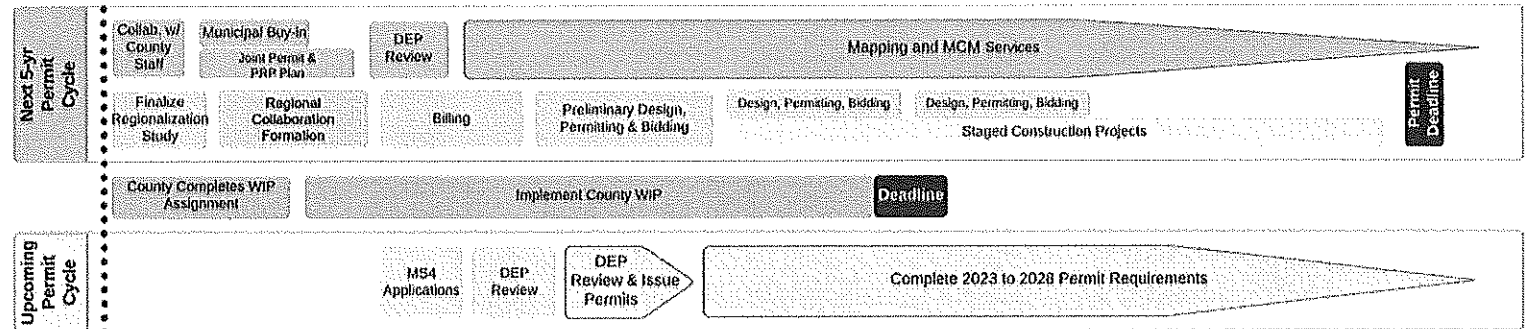 Next 5-yr
Permit
Cycle
Collab. w/
County
Staff
Municipal Buy-In
Joint Permit &
PRP Plan
DEP
Review
Mapping and MCM Services
Finalize
Regionalization
Study
Regional
Collaboration
Formation
Billing
Preliminary Design,
Permitting & Bidding
Design, Permitting, Bidding
Design, Permitting, Bidding
Staged Construction Projects
Permit
Deadline
County Completes WIP
Assignment
Implement County WIP
Deadline
Upcoming
Permit
Cycle
MS4
Applications
DEP
Review
DEP
Review & Issue
Permits
Complete 2023 to 2028 Permit Requirements